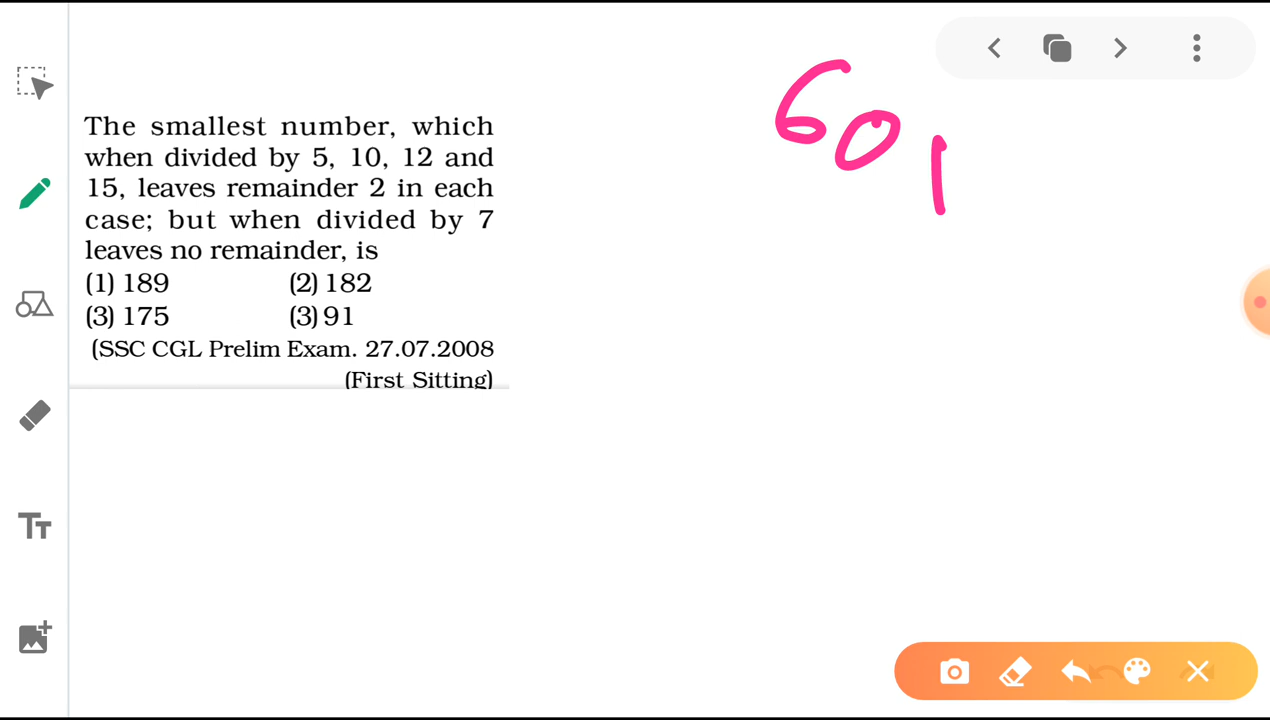 The smallest number, which
when divided by 5, 10, 12 and
15, leaves remainder 2 in each
case; but when divided by 7
leaves no remainder, is
(1) 189 (2) 182
(3) 175 (3) 91
(SSC CGL Prelim Exam. 27.07.2008
(First Sitting)
601
TT